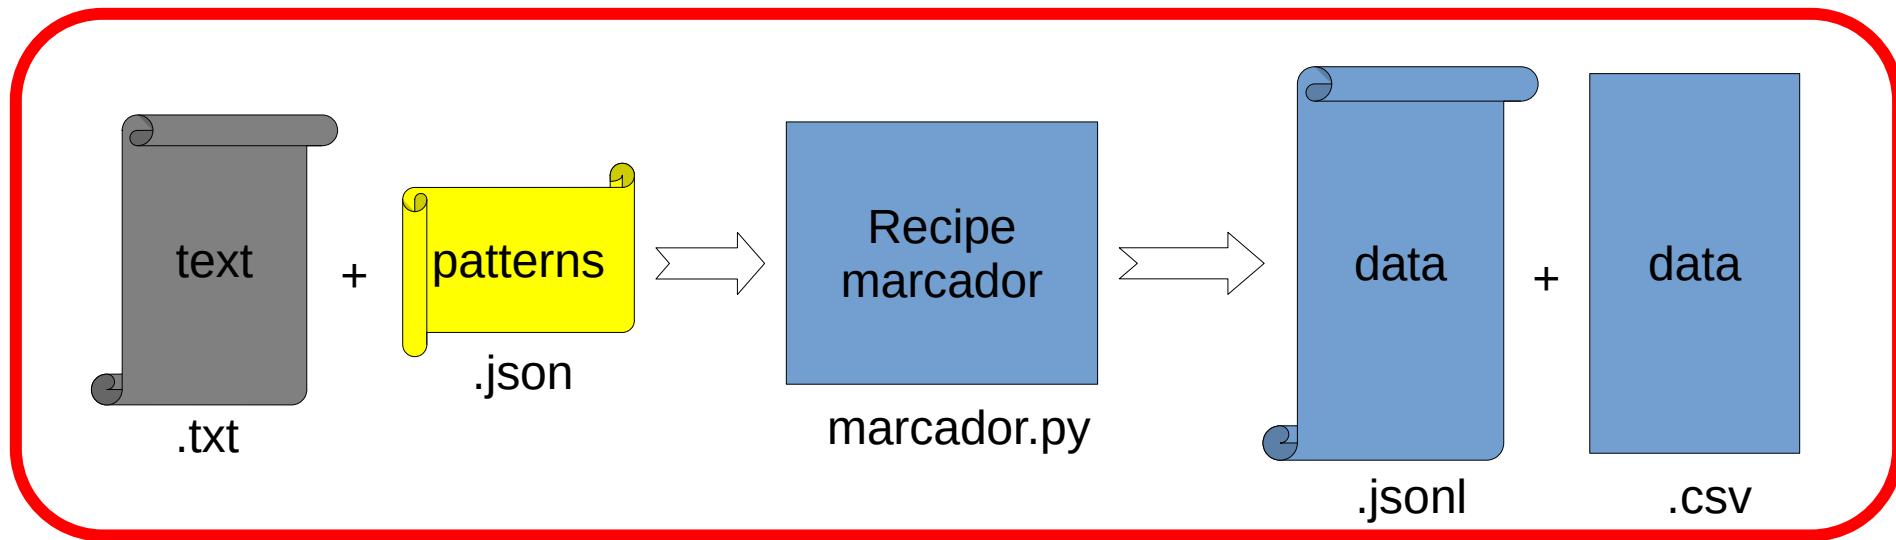 text
.txt
+
patterns
.json
Recipe
marcador
marcador.py
data
.jsonl
+
data
.csv